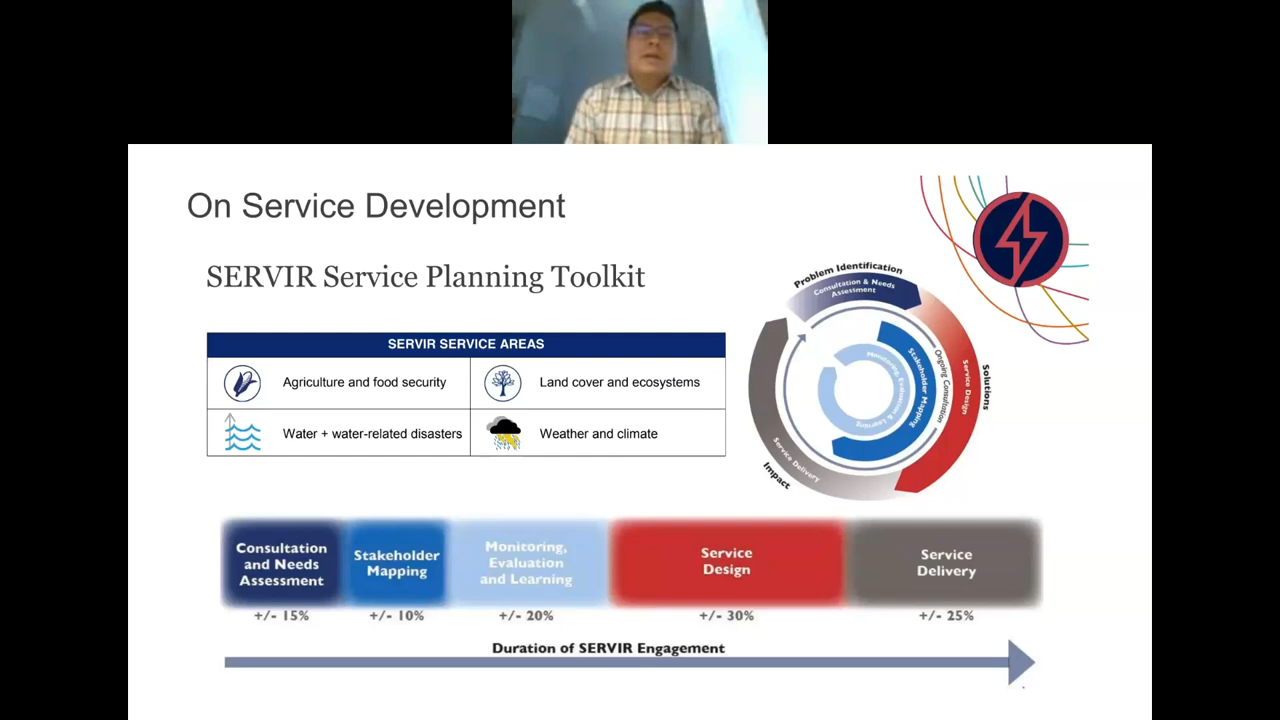 On Service Development
SERVIR Service Planning Toolkit
SERVIR SERVICE AREAS
Agriculture and food security
Land cover and ecosystems
Water + water-related disasters
Weather and climate
Problem Identification
Consultation & Needs
Assessment
Solutions
Service Design
Ongoing Consultation
Stakeholder Mapping
Monitoring, Evaluation & Learning
Service Delivery
Impact
Consultation
and Needs
Assessment
Stakeholder
Mapping
Monitoring,
Evaluation
and Learning
Service
Design
Service
Delivery
+/- 15%
+/- 10%
+/- 20%
+/- 30%
+/- 25%
Duration of SERVIR Engagement